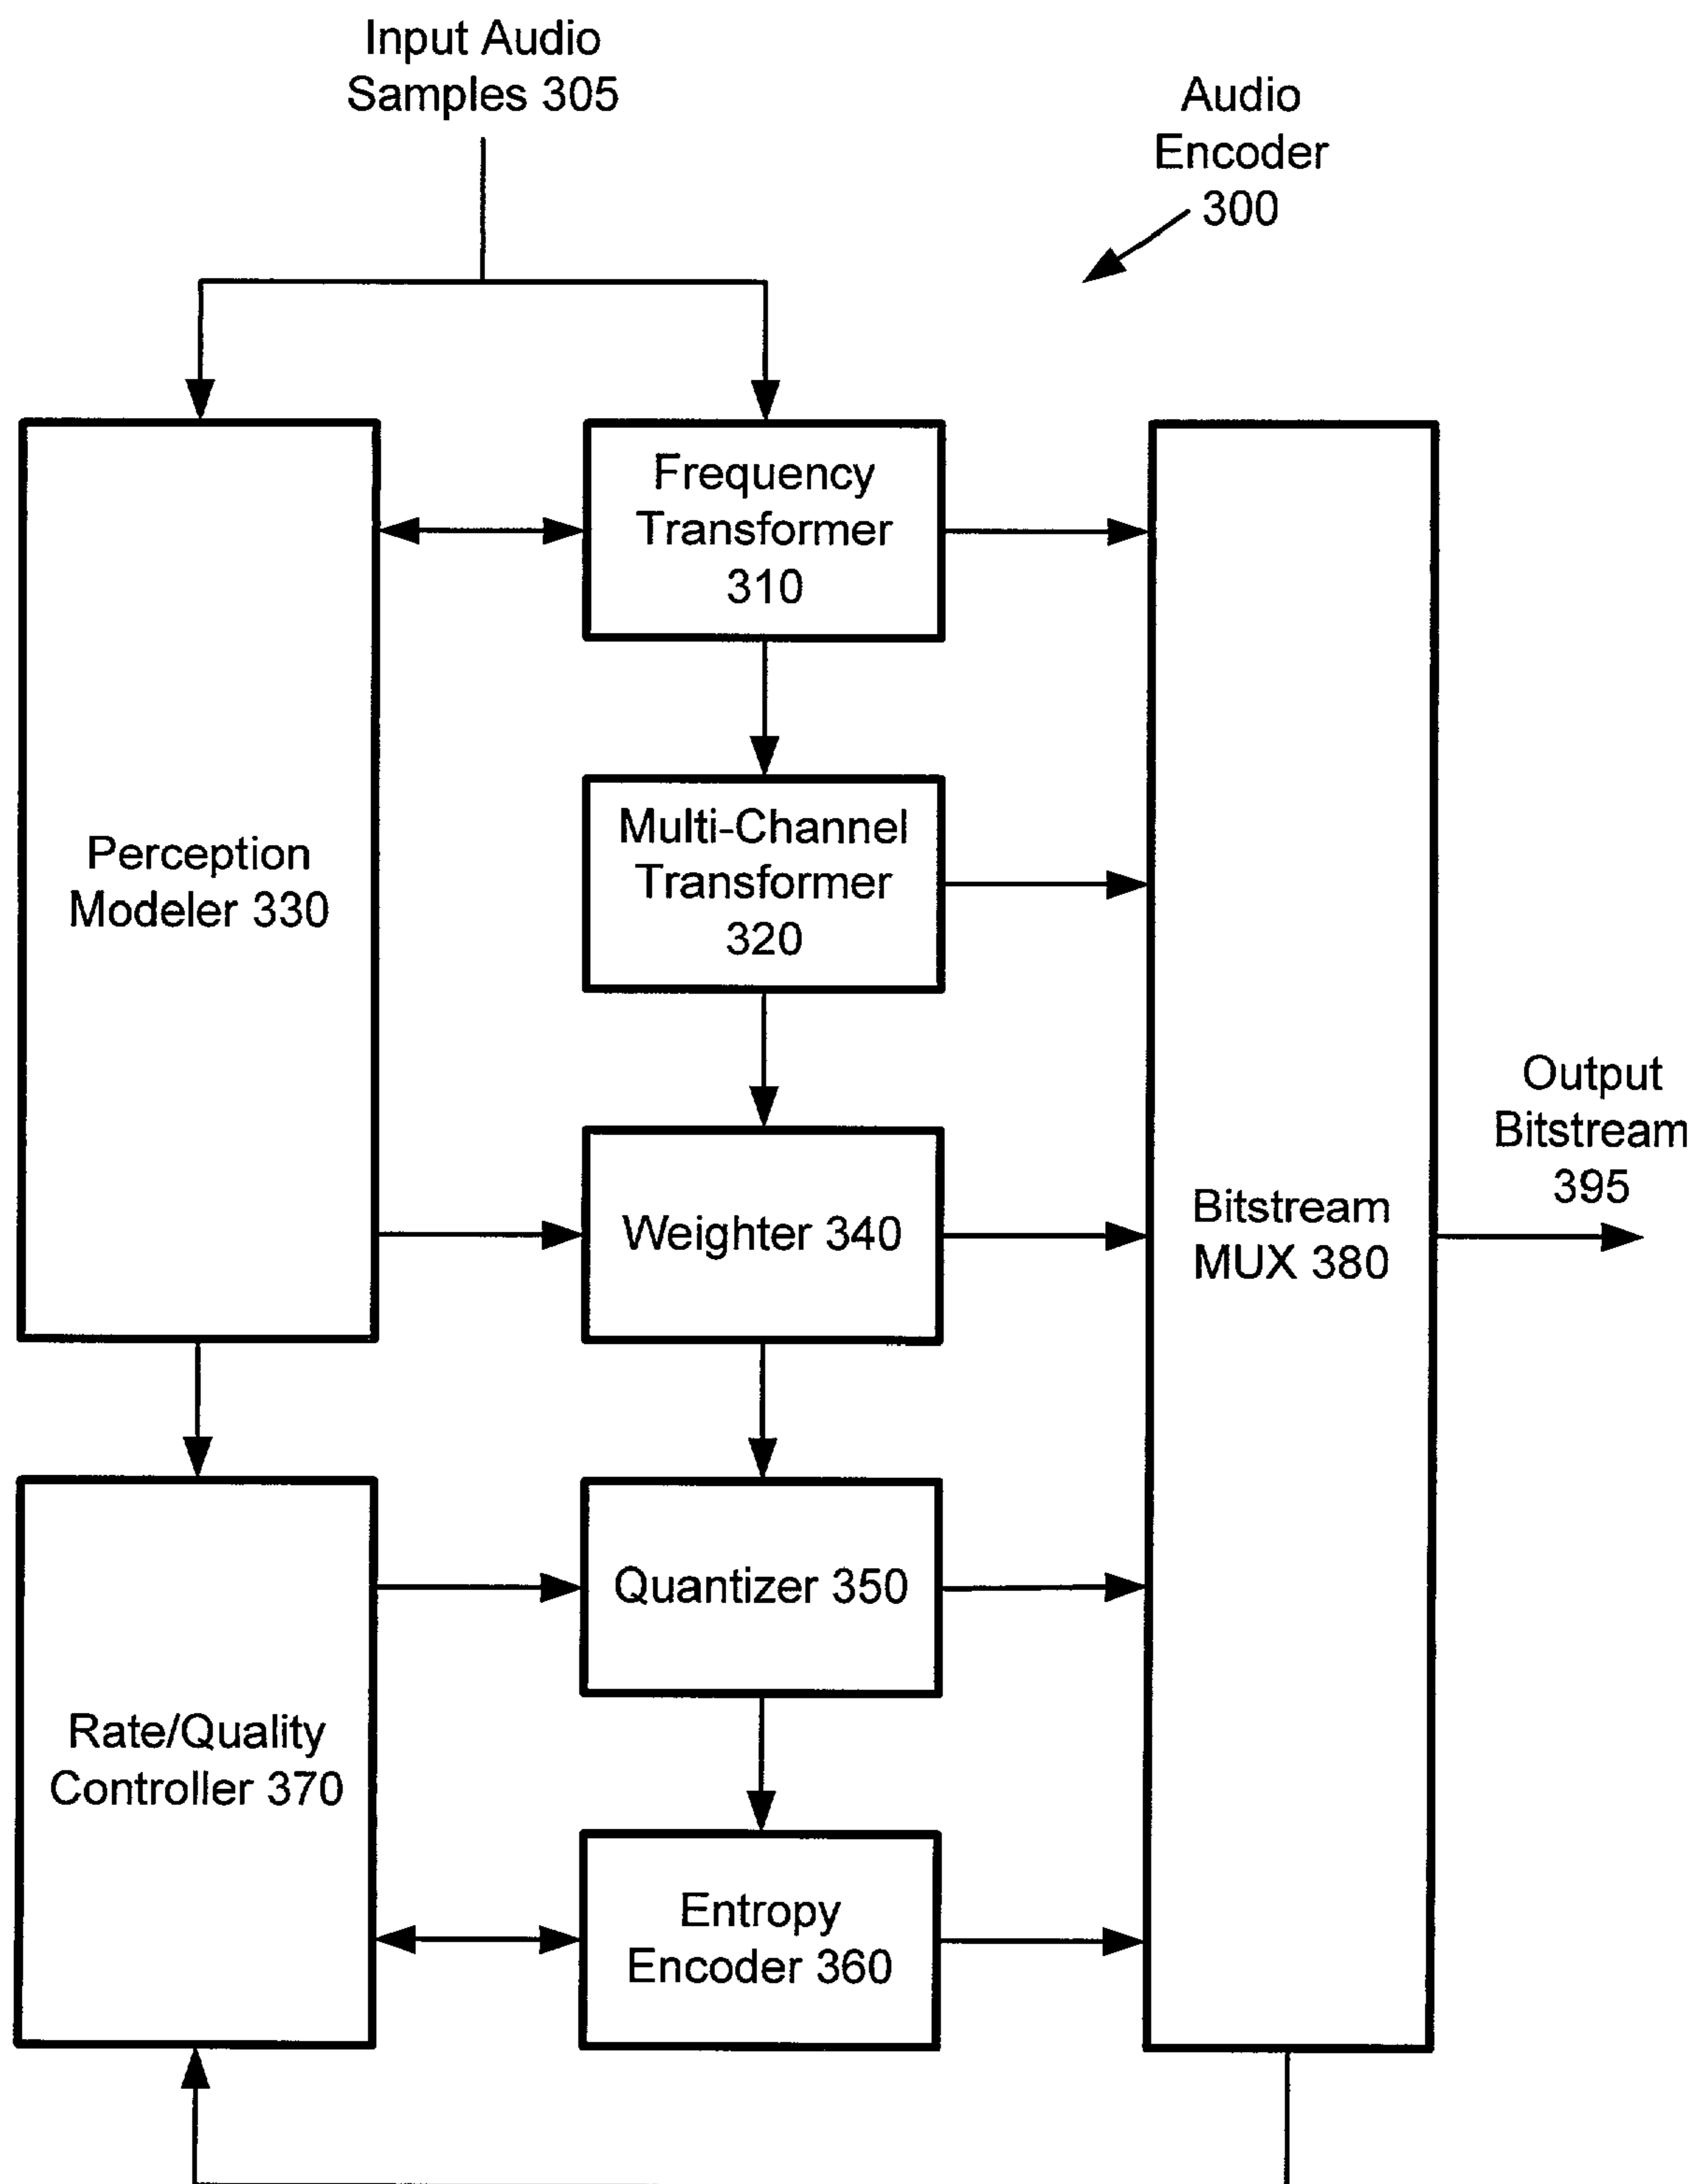 Input Audio
Samples 305
Audio
Encoder
300
Frequency
Transformer
310
Multi-Channel
Transformer
320
Perception
Modeler 330
Weighter 340
Output
Bitstream
395
Bitstream
MUX 380
Quantizer 350
Rate/Quality
Controller 370
Entropy
Encoder 360